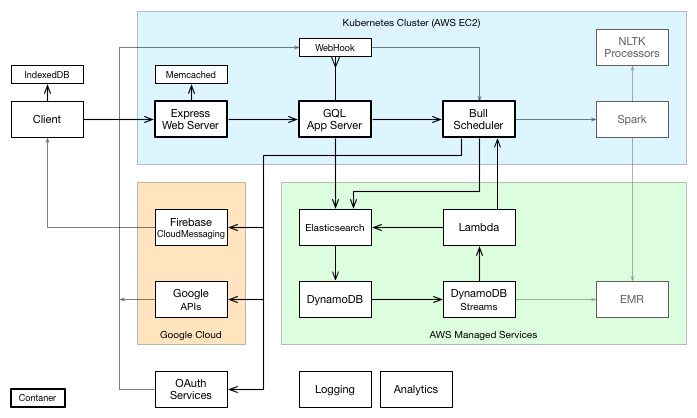 Kubernetes Cluster (AWS EC2)
WebHook
NLTK
Processors
IndexedDB
Memcached
Client
Express
Web Server
GQL
App Server
Bull
Scheduler
Spark
Firebase
CloudMessaging
Elasticsearch
Lambda
Google
APIs
DynamoDB
DynamoDB
Streams
EMR
Google Cloud
AWS Managed Services
OAuth
Services
Logging
Analytics
Contaner